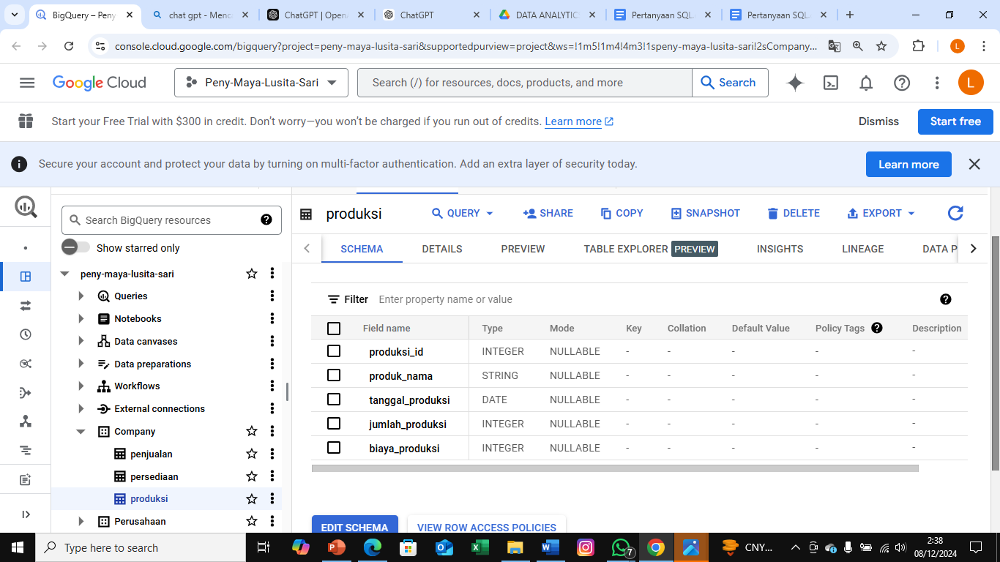 BigQuery – Peny
chat gpt - Menc
ChatGPT | Open
ChatGPT
DATA ANALYTIC
Pertanyaan SQL
Pertanyaan SQL
console.cloud.google.com/bigquery?project=peny-maya-lusita-sari&supportedpurview=project&ws=!1m5!1m4!4m3!1speny-maya-lusita-sari!2sCompany...
L
Google Cloud
Peny-Maya-Lusita-Sari
Search (/) for resources, docs, products, and more
Search
L
Start your Free Trial with $300 in credit. Don't worry—you won't be charged if you run out of credits. Learn more
Dismiss
Start free
Secure your account and protect your data by turning on multi-factor authentication. Add an extra layer of security today.
Learn more
Search BigQuery resources
Show starred only
peny-maya-lusita-sari
Queries
Notebooks
Data canvases
Data preparations
Workflows
External connections
Company
penjualan
persediaan
produksi
Perusahaan
produksi
QUERY
SHARE
COPY
SNAPSHOT
DELETE
EXPORT
SCHEMA
DETAILS
PREVIEW
TABLE EXPLORER PREVIEW
INSIGHTS
LINEAGE
DATA P
Filter Enter property name or value
Field name Type Mode Key Collation Default Value Policy Tags Description
produksi_id INTEGER NULLABLE - - - - -
produk_nama STRING NULLABLE - - - - -
tanggal_produksi DATE NULLABLE - - - - -
jumlah_produksi INTEGER NULLABLE - - - - -
biaya_produksi INTEGER NULLABLE - - - - -
EDIT SCHEMA
VIEW ROW ACCESS POLICIES
Type here to search
7
CNY...
2:38
08/12/2024